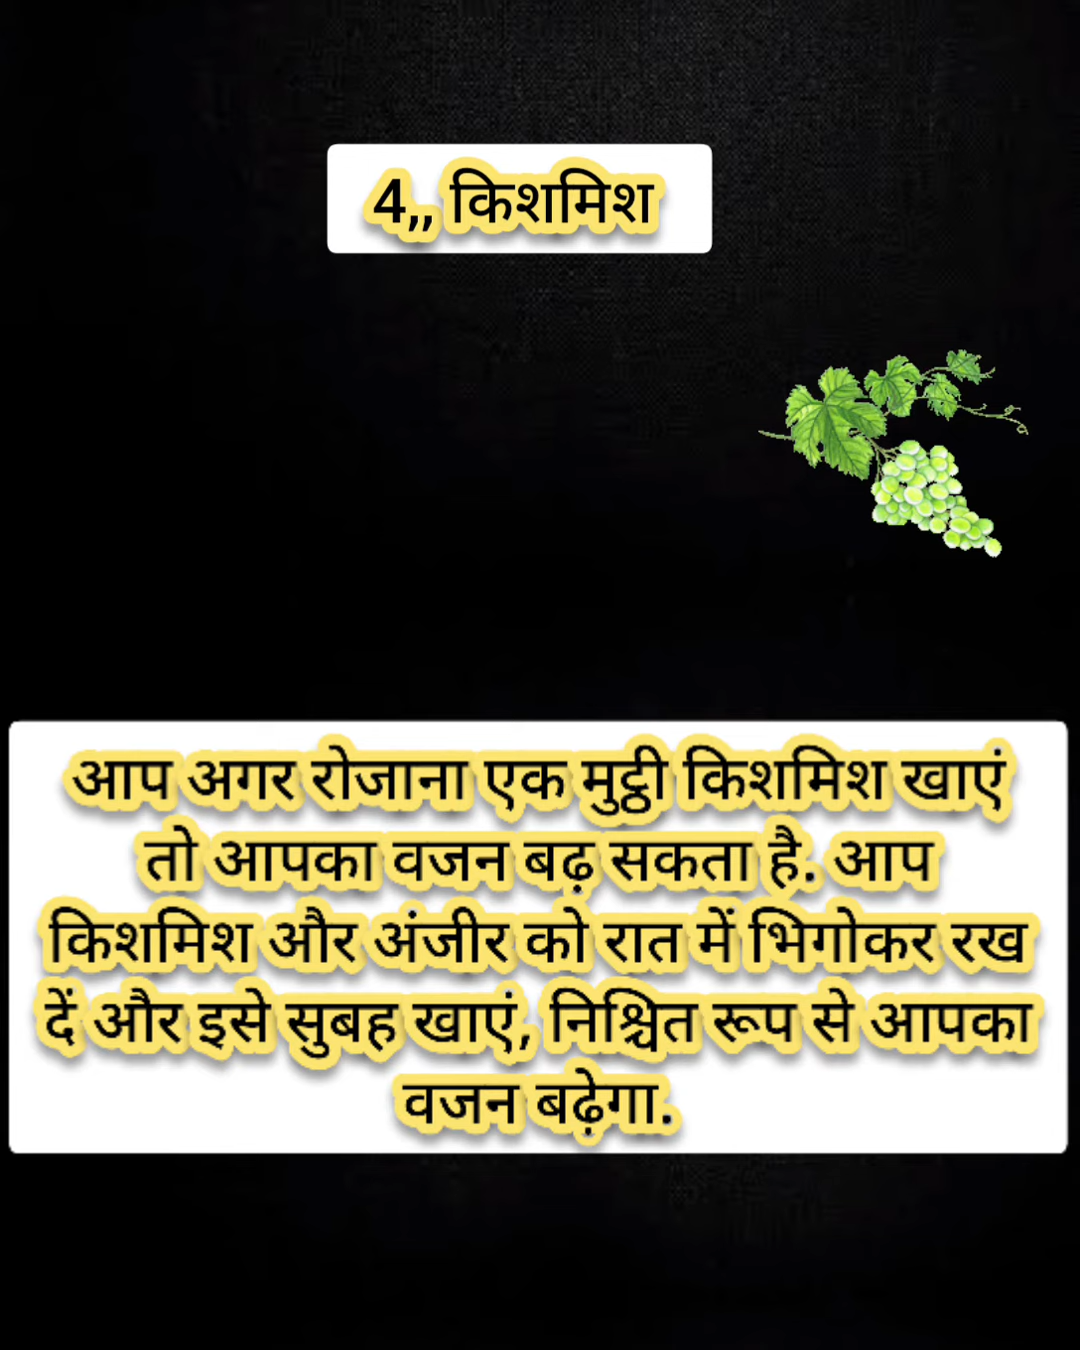 4,, किशमिश
आप अगर रोजाना एक मुट्ठी किशमिश खाएं
तो आपका वजन बढ़ सकता है. आप
किशमिश और अंजीर को रात में भिगोकर रख
दें और इसे सुबह खाएं, निश्चित रूप से आपका
वजन बढ़ेगा.